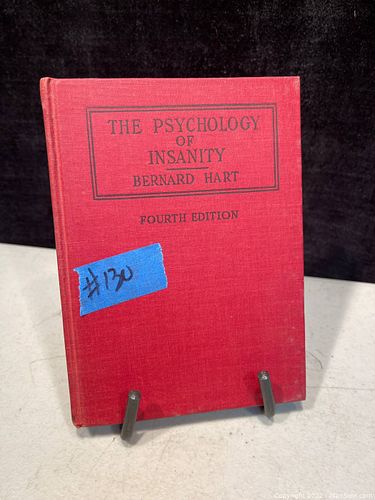 THE PSYCHOLOGY
OF
INSANITY
BERNARD HART
FOURTH EDITION
#130